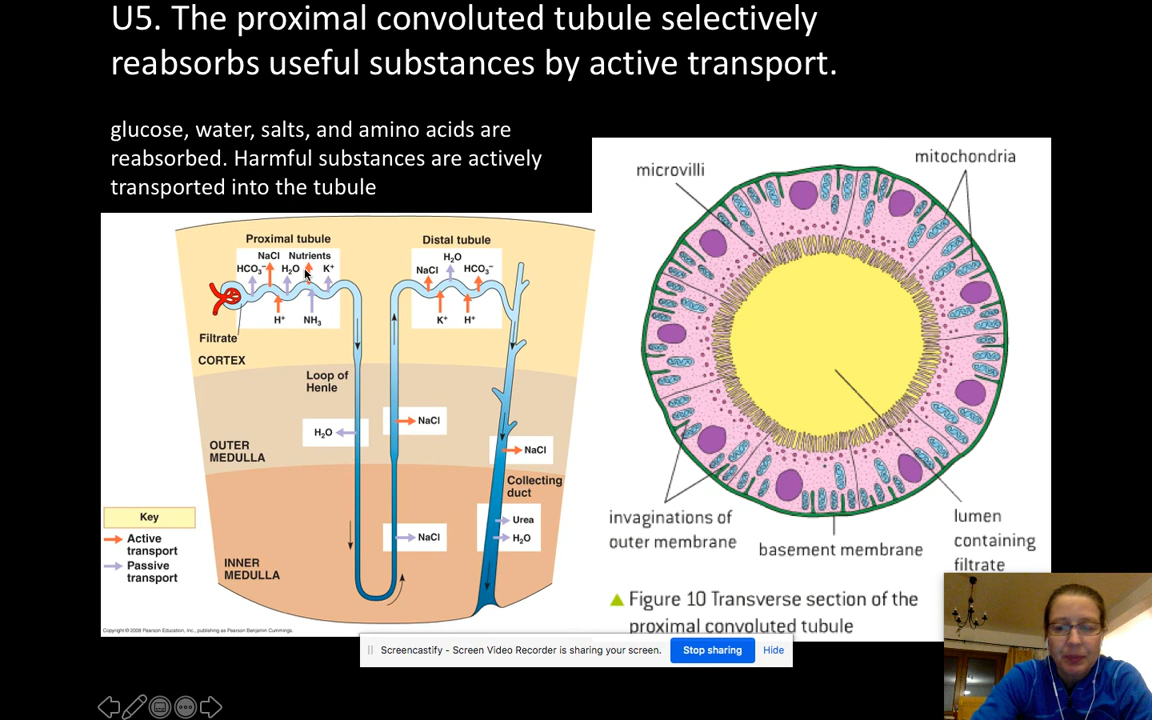 U5. The proximal convoluted tubule selectively
reabsorbs useful substances by active transport.
glucose, water, salts, and amino acids are
reabsorbed. Harmful substances are actively
transported into the tubule
Proximal tubule
NaCl Nutrients
HCO₃⁻ H₂O K⁺
H⁺ NH₃
Filtrate
CORTEX
Distal tubule
H₂O
NaCl HCO₃⁻
K⁺ H⁺
Loop of
Henle
H₂O
NaCl
OUTER
MEDULLA
NaCl
Collecting
duct
Urea
H₂O
NaCl
INNER
MEDULLA
Key
Active
transport
Passive
transport
Copyright © 2008 Pearson Education, Inc., publishing as Pearson Benjamin Cummings.
microvilli
mitochondria
invaginations of
outer membrane
basement membrane
lumen
containing
filtrate
Figure 10 Transverse section of the
proximal convoluted tubule
Screencastify - Screen Video Recorder is sharing your screen.
Stop sharing
Hide